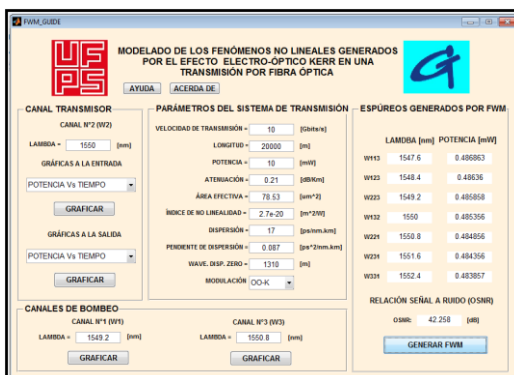 FWM_GUIDE
UFPS
MODELADO DE LOS FENÓMENOS NO LINEALES GENERADOS
POR EL EFECTO ELECTRO-ÓPTICO KERR EN UNA
TRANSMISIÓN POR FIBRA ÓPTICA
AYUDA ACERDA DE
CANAL TRANSMISOR
CANAL Nº2 (W2)
LAMBDA = 1550 [nm]
GRÁFICAS A LA ENTRADA
POTENCIA Vs TIEMPO
GRAFICAR
GRÁFICAS A LA SALIDA
POTENCIA Vs TIEMPO
GRAFICAR
PARÁMETROS DEL SISTEMA DE TRANSMISIÓN
VELOCIDAD DE TRANSMISIÓN = 10 [Gbits/s]
LONGITUD = 20000 [m]
POTENCIA = 10 [mW]
ATENUACIÓN = 0.21 [dB/Km]
ÁREA EFECTIVA = 78.53 [um^2]
ÍNDICE DE NO LINEALIDAD = 2.7e-20 [m^2/W]
DISPERSIÓN = 17 [ps/nm.km]
PENDIENTE DE DISPERSIÓN = 0.087 [ps^2/nm.km]
WAVE. DISP. ZERO = 1310 [m]
MODULACIÓN OO-K
CANALES DE BOMBEO
CANAL Nº1 (W1)
LAMBDA = 1549.2 [nm]
GRAFICAR
CANAL Nº3 (W3)
LAMBDA = 1550.8 [nm]
GRAFICAR
ESPÚREOS GENERADOS POR FWM
LAMDBA [nm] POTENCIA [mW]
W113 1547.6 0.486863
W123 1548.4 0.48636
W223 1549.2 0.485858
W132 1550 0.485356
W221 1550.8 0.484856
W231 1551.6 0.484356
W331 1552.4 0.483857
RELACIÓN SEÑAL A RUIDO (OSNR)
OSNR: 42.258 [dB]
GENERAR FWM